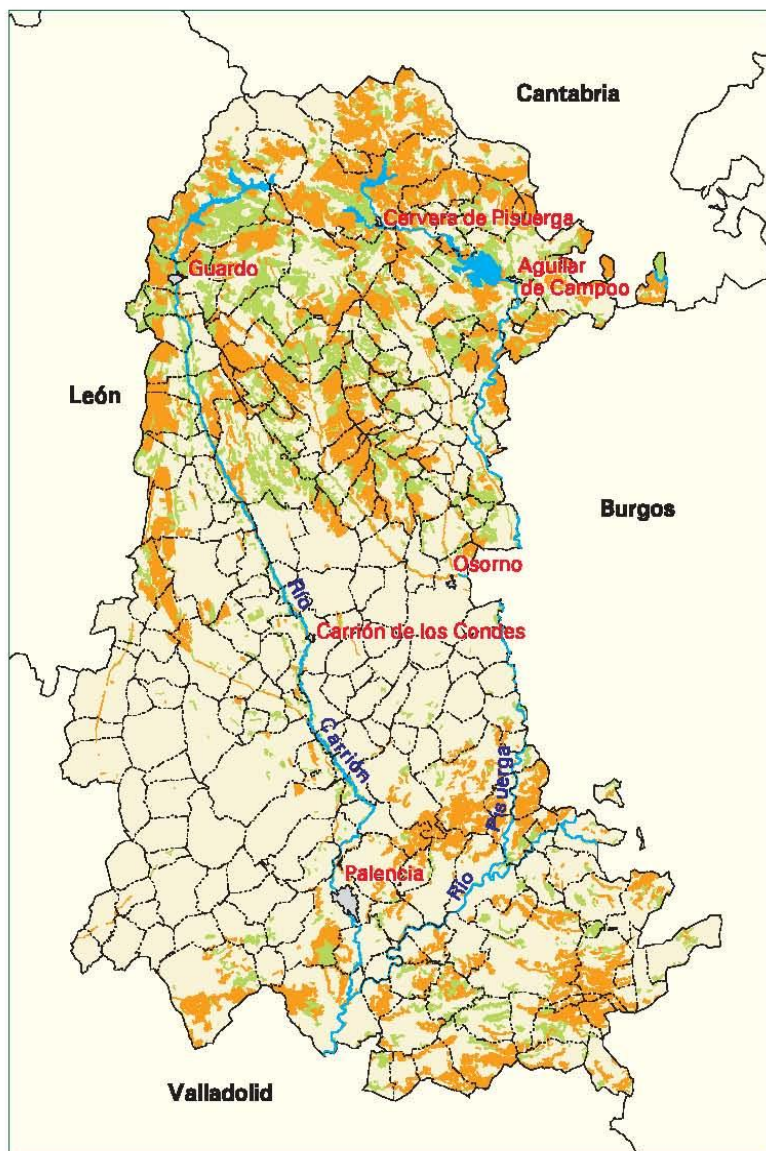 Cantabria
Cervera de Pisuerga
Guardo
Aguilar
de Campoo
León
Burgos
Osorno
Río
Carrión de los Condes
Carrión
Pisuerga
Palencia
Río
Valladolid